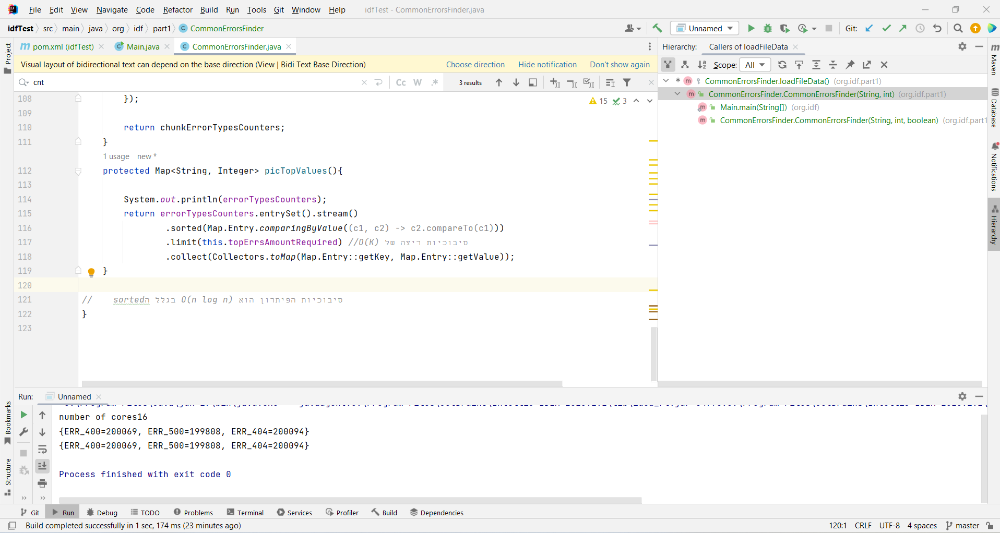 File Edit View Navigate Code Refactor Build Run Tools Git Window Help idfTest - CommonErrorsFinder.java
idfTest src main java org idf part1 CommonErrorsFinder Unnamed Git:
pom.xml (idfTest) Main.java CommonErrorsFinder.java
Visual layout of bidirectional text can depend on the base direction (View | Bidi Text Base Direction) Choose direction Hide notification Don't show again
cnt Cc W .* 3 results
108 });
15 3
109
110 return chunkErrorTypesCounters;
111 }
1 usage new *
112 protected Map<String, Integer> picTopValues(){
113
114 System.out.println(errorTypesCounters);
115 return errorTypesCounters.entrySet().stream()
116 .sorted(Map.Entry.comparingByValue((c1, c2) -> c2.compareTo(c1)))
117 .limit(this.topErrsAmountRequired) //O(K) סיבוכיות ריצה של
118 .collect(Collectors.toMap(Map.Entry::getKey, Map.Entry::getValue));
119 }
120
121 // סיבוכיות הפיתרון הוא O(n log n) בגלל הsorted
122 }
123
Hierarchy: Callers of loadFileData
Scope: All
* CommonErrorsFinder.loadFileData() (org.idf.part1)
CommonErrorsFinder.CommonErrorsFinder(String, int) (org.idf.part1)
Main.main(String[]) (org.idf)
CommonErrorsFinder.CommonErrorsFinder(String, int, boolean) (org.idf.part1
Project
Bookmarks
Structure
Maven
Database
Notifications
Hierarchy
Run: Unnamed
number of cores16
{ERR_400=200069, ERR_500=199808, ERR_404=200094}
{ERR_400=200069, ERR_500=199808, ERR_404=200094}
Process finished with exit code 0
Git Run Debug TODO Problems Terminal Services Profiler Build Dependencies
Build completed successfully in 1 sec, 174 ms (23 minutes ago) 120:1 CRLF UTF-8 4 spaces master